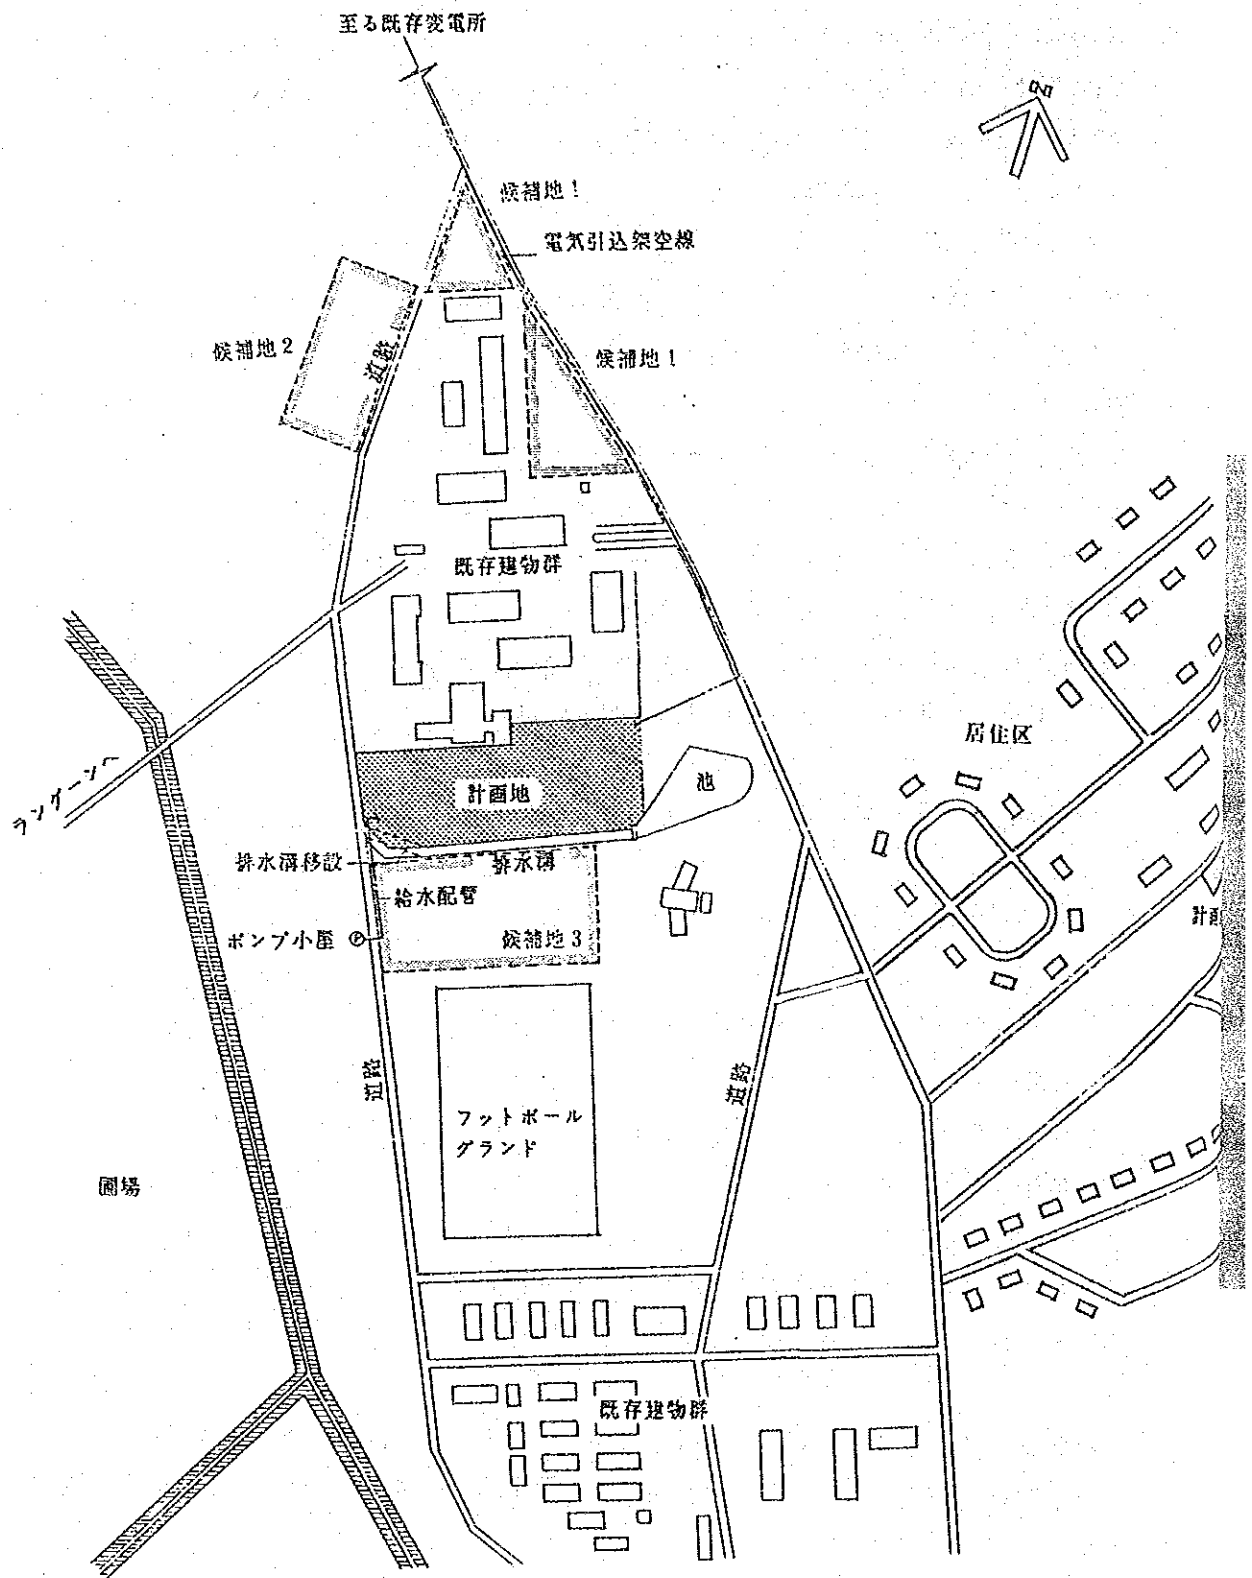 至る既存変電所
N
候補地1
電気引込架空線
候補地2
道路
候補地1
既存建物群
居住区
ラングーンへ
計画地
池
排水溝移設
排水溝
給水配管
計画
ポンプ小屋 Ⓟ
候補地3
道路
道路
フットボール
グランド
圃場
既存建物群